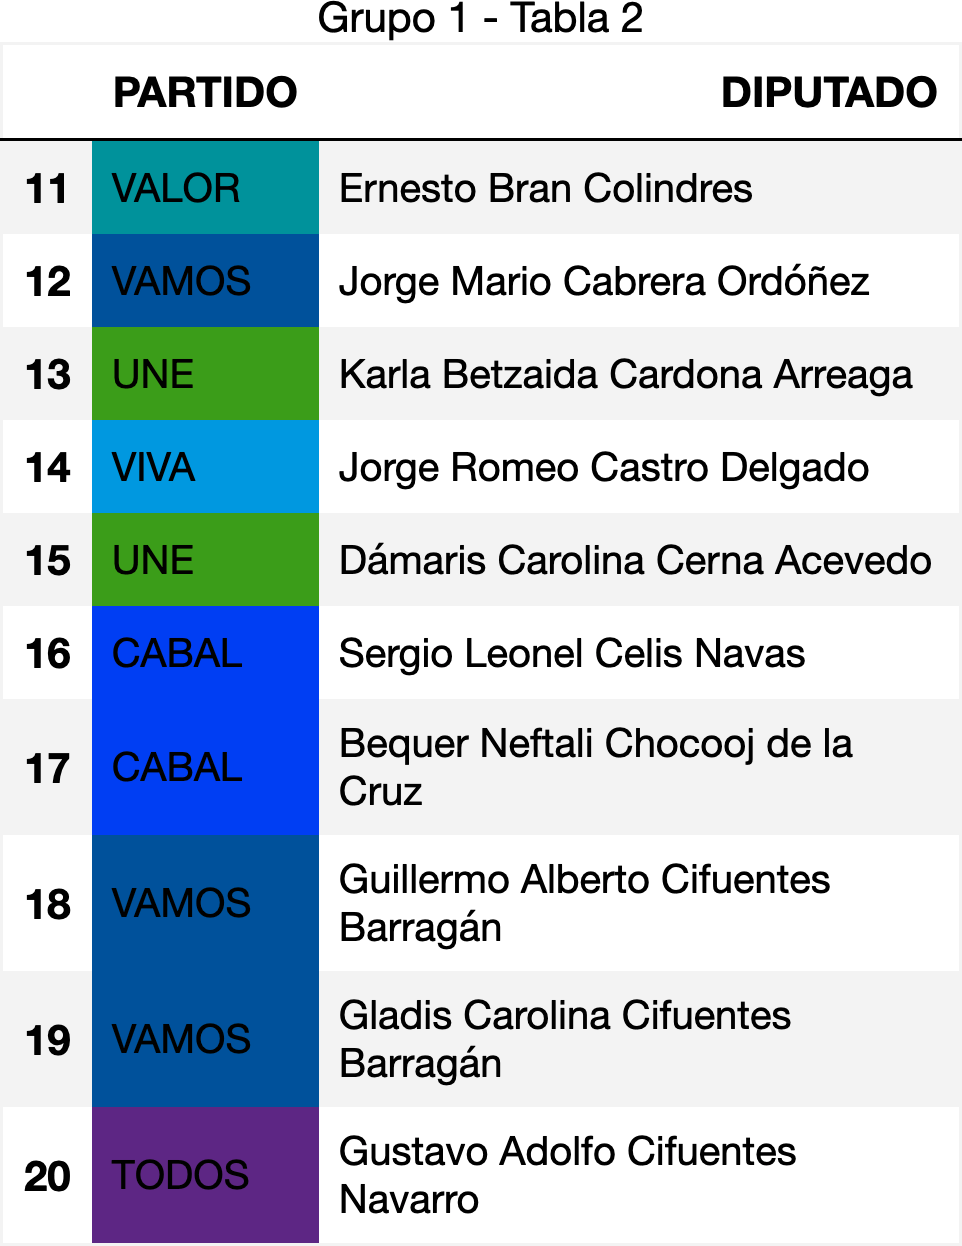 Grupo 1 - Tabla 2
PARTIDO DIPUTADO
11 VALOR Ernesto Bran Colindres
12 VAMOS Jorge Mario Cabrera Ordóñez
13 UNE Karla Betzaida Cardona Arreaga
14 VIVA Jorge Romeo Castro Delgado
15 UNE Dámaris Carolina Cerna Acevedo
16 CABAL Sergio Leonel Celis Navas
17 CABAL Bequer Neftali Chocooj de la
Cruz
18 VAMOS Guillermo Alberto Cifuentes
Barragán
19 VAMOS Gladis Carolina Cifuentes
Barragán
20 TODOS Gustavo Adolfo Cifuentes
Navarro